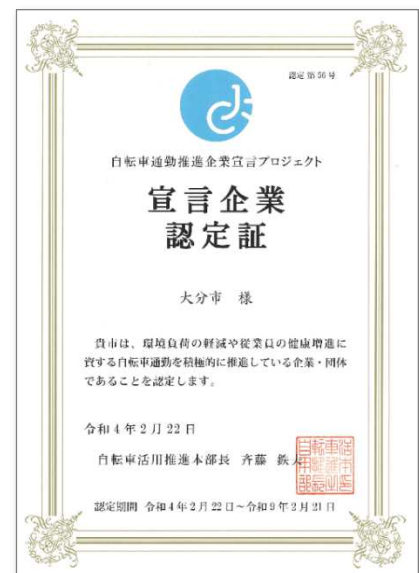 認定第56号
自転車通勤推進企業宣言プロジェクト
宣言企業
認定証
大分市 様
貴市は、環境負荷の軽減や従業員の健康増進に
資する自転車通勤を積極的に推進している企業・団体
であることを認定します。
令和4年2月22日
自転車活用推進本部長 斉藤 鉄夫
認定期間 令和4年2月22日~令和9年2月21日